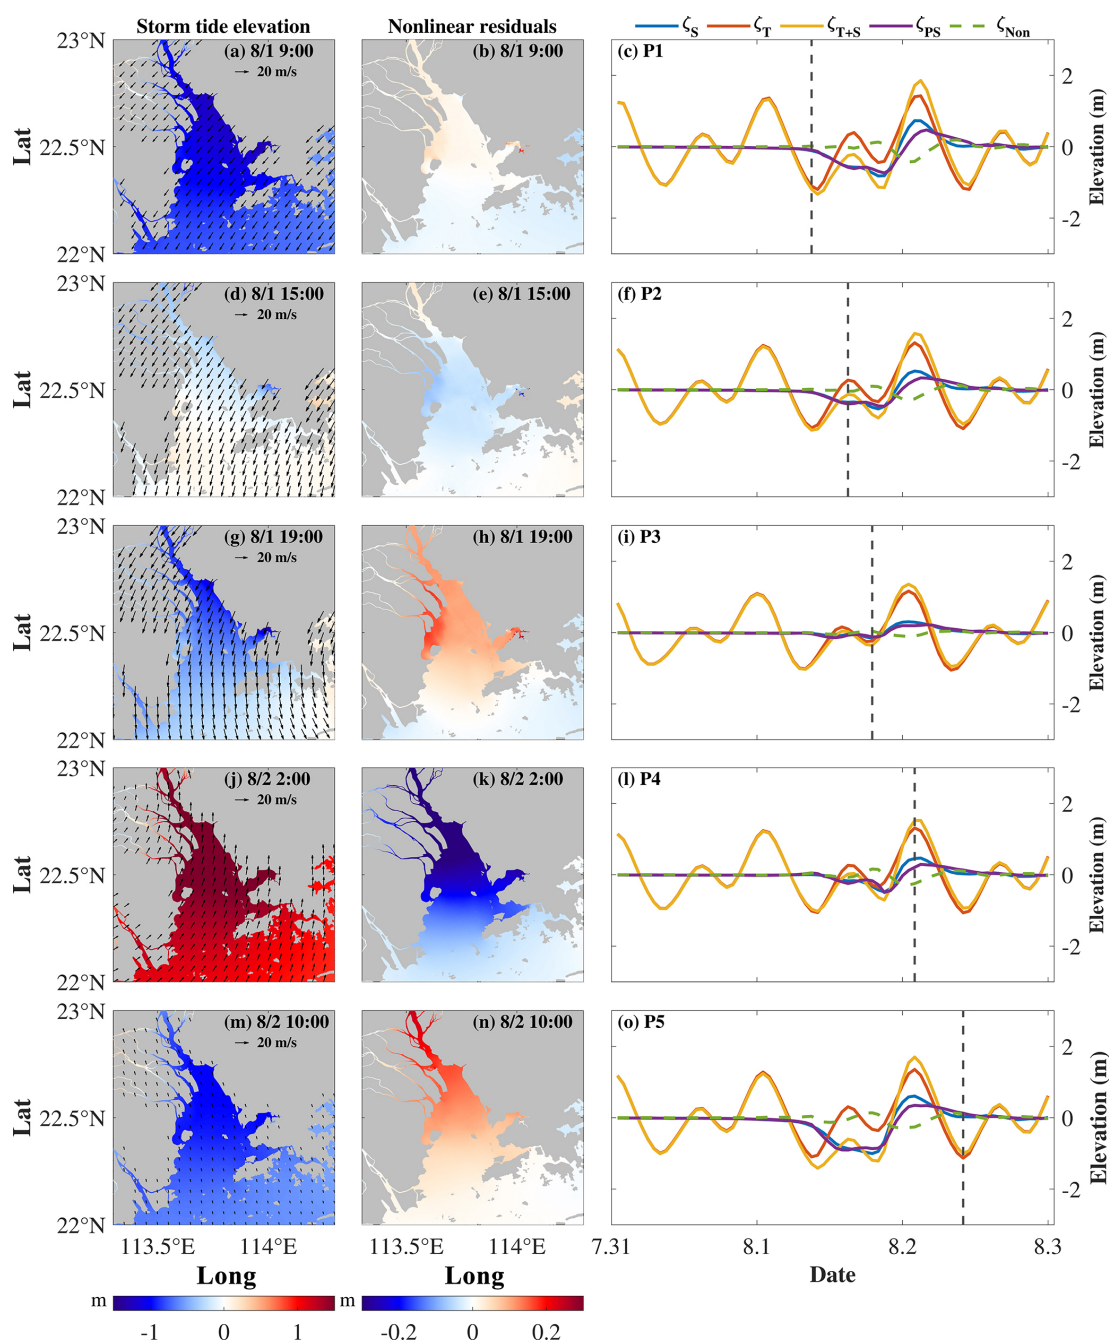 Storm tide elevation
Nonlinear residuals
ζS ζT ζT+S ζPS ζNon
23°N
22.5°N
22°N
Lat
(a) 8/1 9:00
20 m/s
(b) 8/1 9:00
(c) P1
2
0
-2
Elevation (m)
23°N
22.5°N
22°N
Lat
(d) 8/1 15:00
20 m/s
(e) 8/1 15:00
(f) P2
2
0
-2
Elevation (m)
23°N
22.5°N
22°N
Lat
(g) 8/1 19:00
20 m/s
(h) 8/1 19:00
(i) P3
2
0
-2
Elevation (m)
23°N
22.5°N
22°N
Lat
(j) 8/2 2:00
20 m/s
(k) 8/2 2:00
(l) P4
2
0
-2
Elevation (m)
23°N
22.5°N
22°N
Lat
(m) 8/2 10:00
20 m/s
(n) 8/2 10:00
(o) P5
2
0
-2
Elevation (m)
113.5°E 114°E
113.5°E 114°E
7.31 8.1 8.2 8.3
Long
Long
Date
m
-1 0 1
m
-0.2 0 0.2